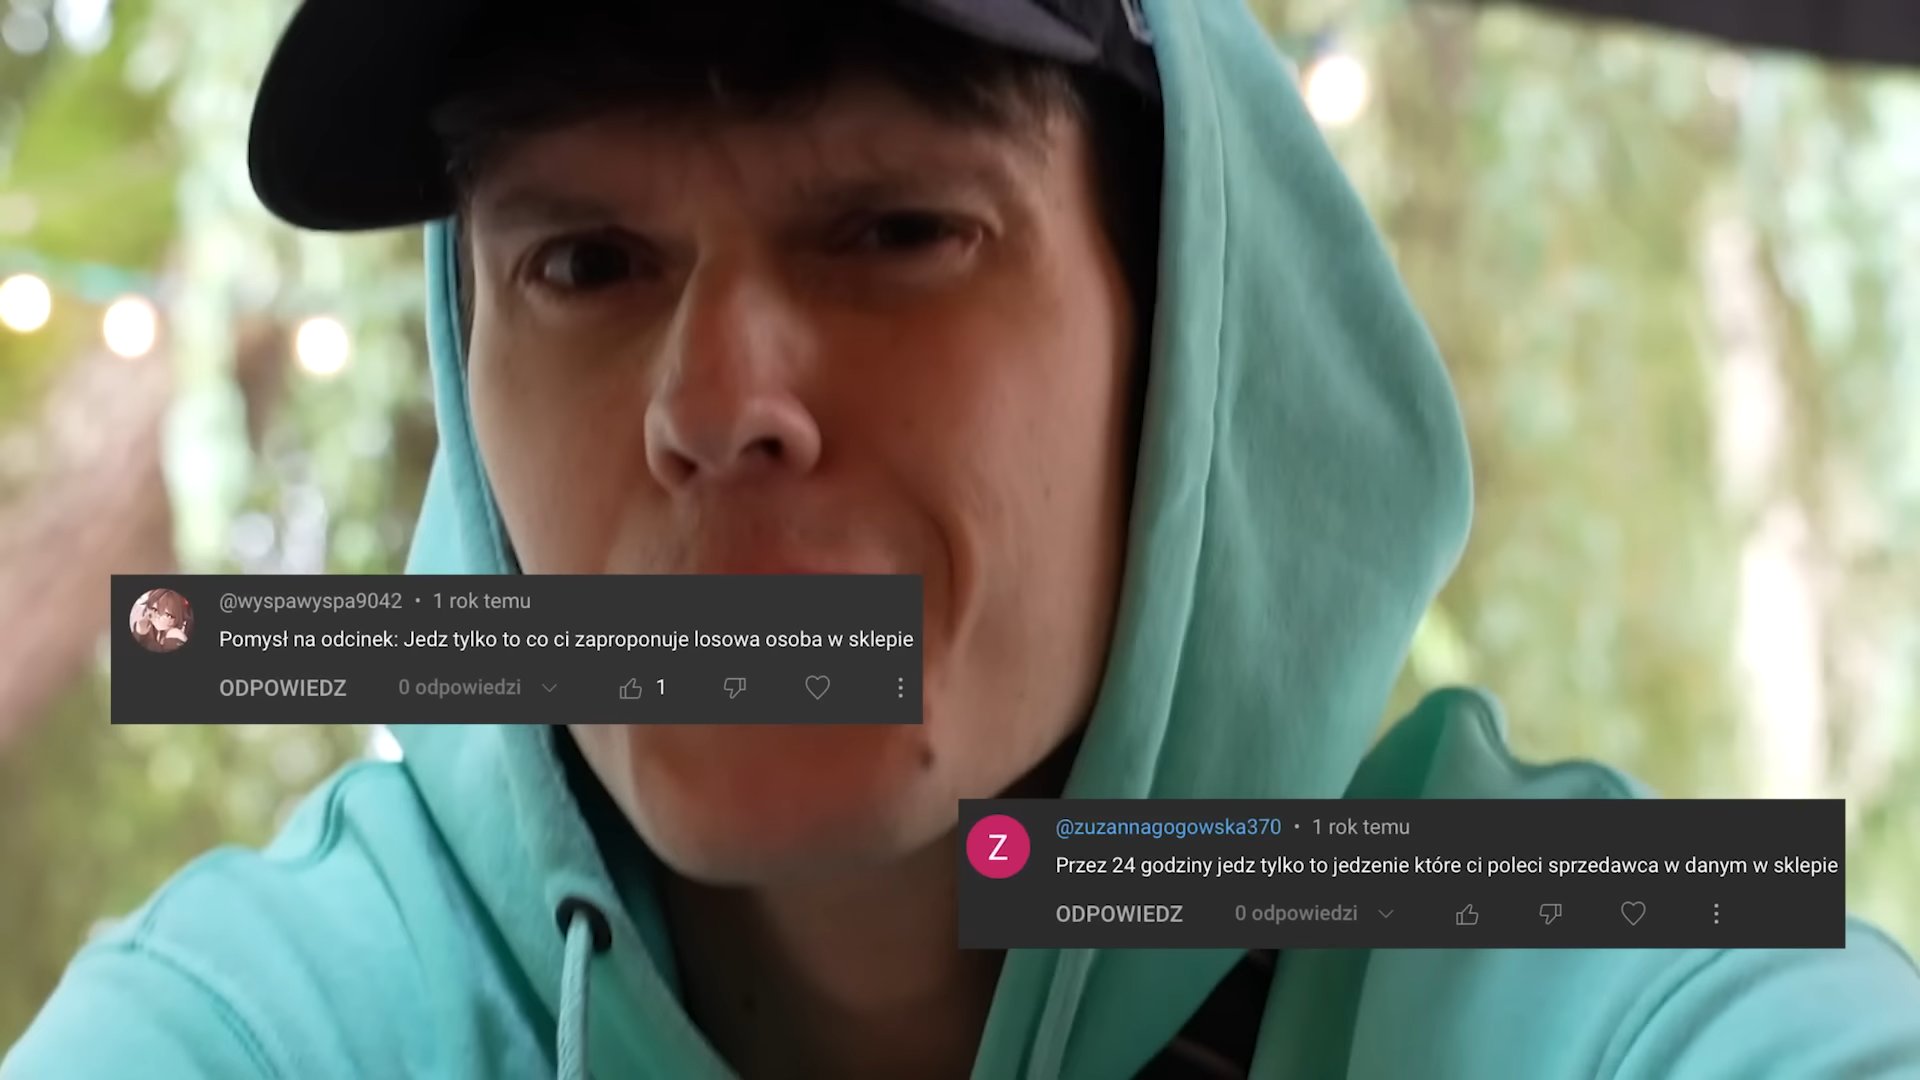 @wyspawyspa9042 • 1 rok temu
Pomysł na odcinek: Jedz tylko to co ci zaproponuje losowa osoba w sklepie
ODPOWIEDZ 0 odpowiedzi 1
Z @zuzannagogowska370 • 1 rok temu
Przez 24 godziny jedz tylko to jedzenie które ci poleci sprzedawca w danym w sklepie
ODPOWIEDZ 0 odpowiedzi